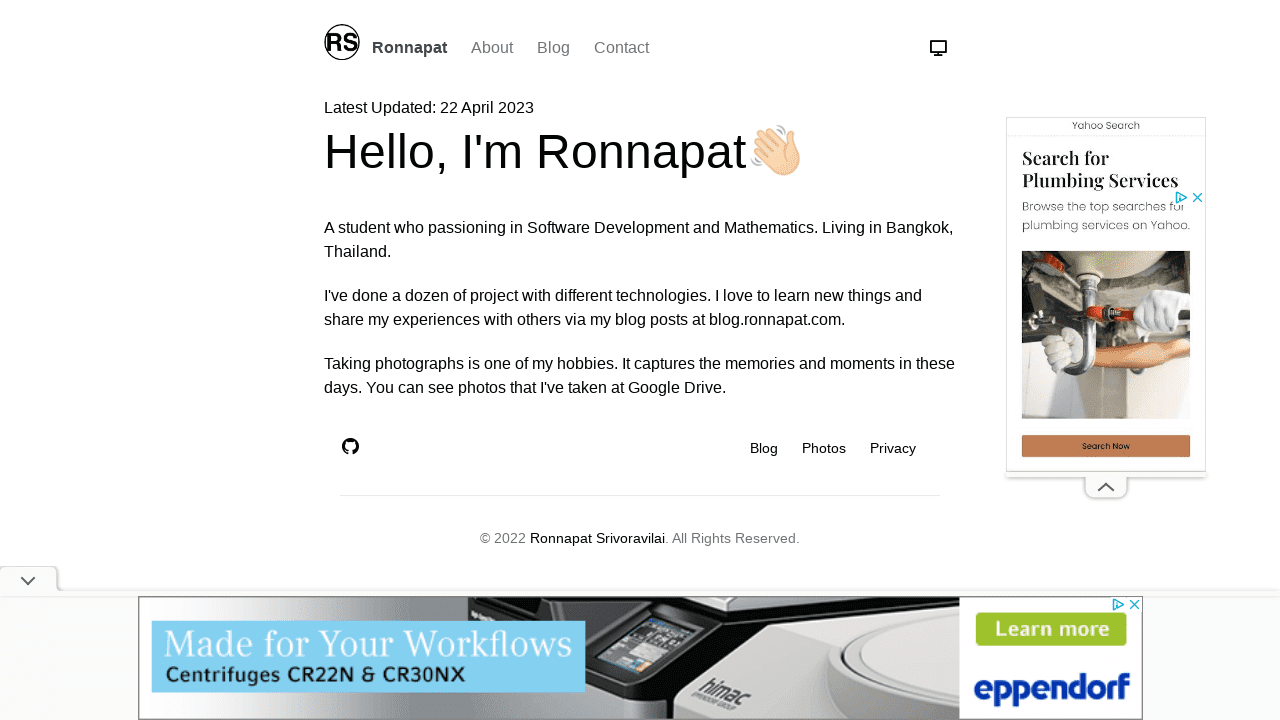 RS
Ronnapat About Blog Contact
Latest Updated: 22 April 2023
Hello, I'm Ronnapat👋🏻
A student who passioning in Software Development and Mathematics. Living in Bangkok,
Thailand.
I've done a dozen of project with different technologies. I love to learn new things and
share my experiences with others via my blog posts at blog.ronnapat.com.
Taking photographs is one of my hobbies. It captures the memories and moments in these
days. You can see photos that I've taken at Google Drive.
Blog Photos Privacy
© 2022 Ronnapat Srivoravilai. All Rights Reserved.
Yahoo Search
Search for
Plumbing Services
Browse the top searches for
plumbing services on Yahoo.
Search Now
Made for Your Workflows
Centrifuges CR22N & CR30NX
himac
Learn more
eppendorf